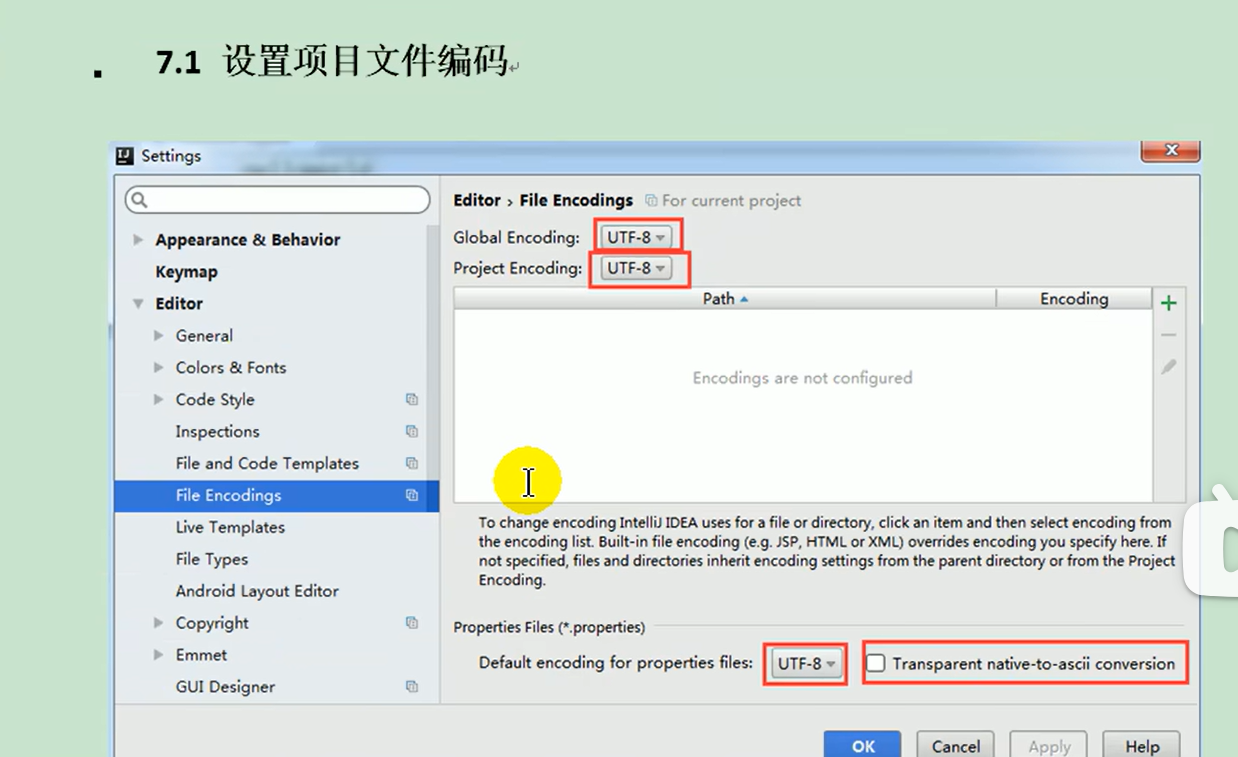 7.1 设置项目文件编码
Settings
Appearance & Behavior
Keymap
Editor
General
Colors & Fonts
Code Style
Inspections
File and Code Templates
File Encodings
Live Templates
File Types
Android Layout Editor
Copyright
Emmet
GUI Designer
Editor › File Encodings For current project
Global Encoding: UTF-8
Project Encoding: UTF-8
Path Encoding
Encodings are not configured
To change encoding IntelliJ IDEA uses for a file or directory, click an item and then select encoding from
the encoding list. Built-in file encoding (e.g. JSP, HTML or XML) overrides encoding you specify here. If
not specified, files and directories inherit encoding settings from the parent directory or from the Project
Encoding.
Properties Files (*.properties)
Default encoding for properties files: UTF-8 Transparent native-to-ascii conversion
OK Cancel Apply Help